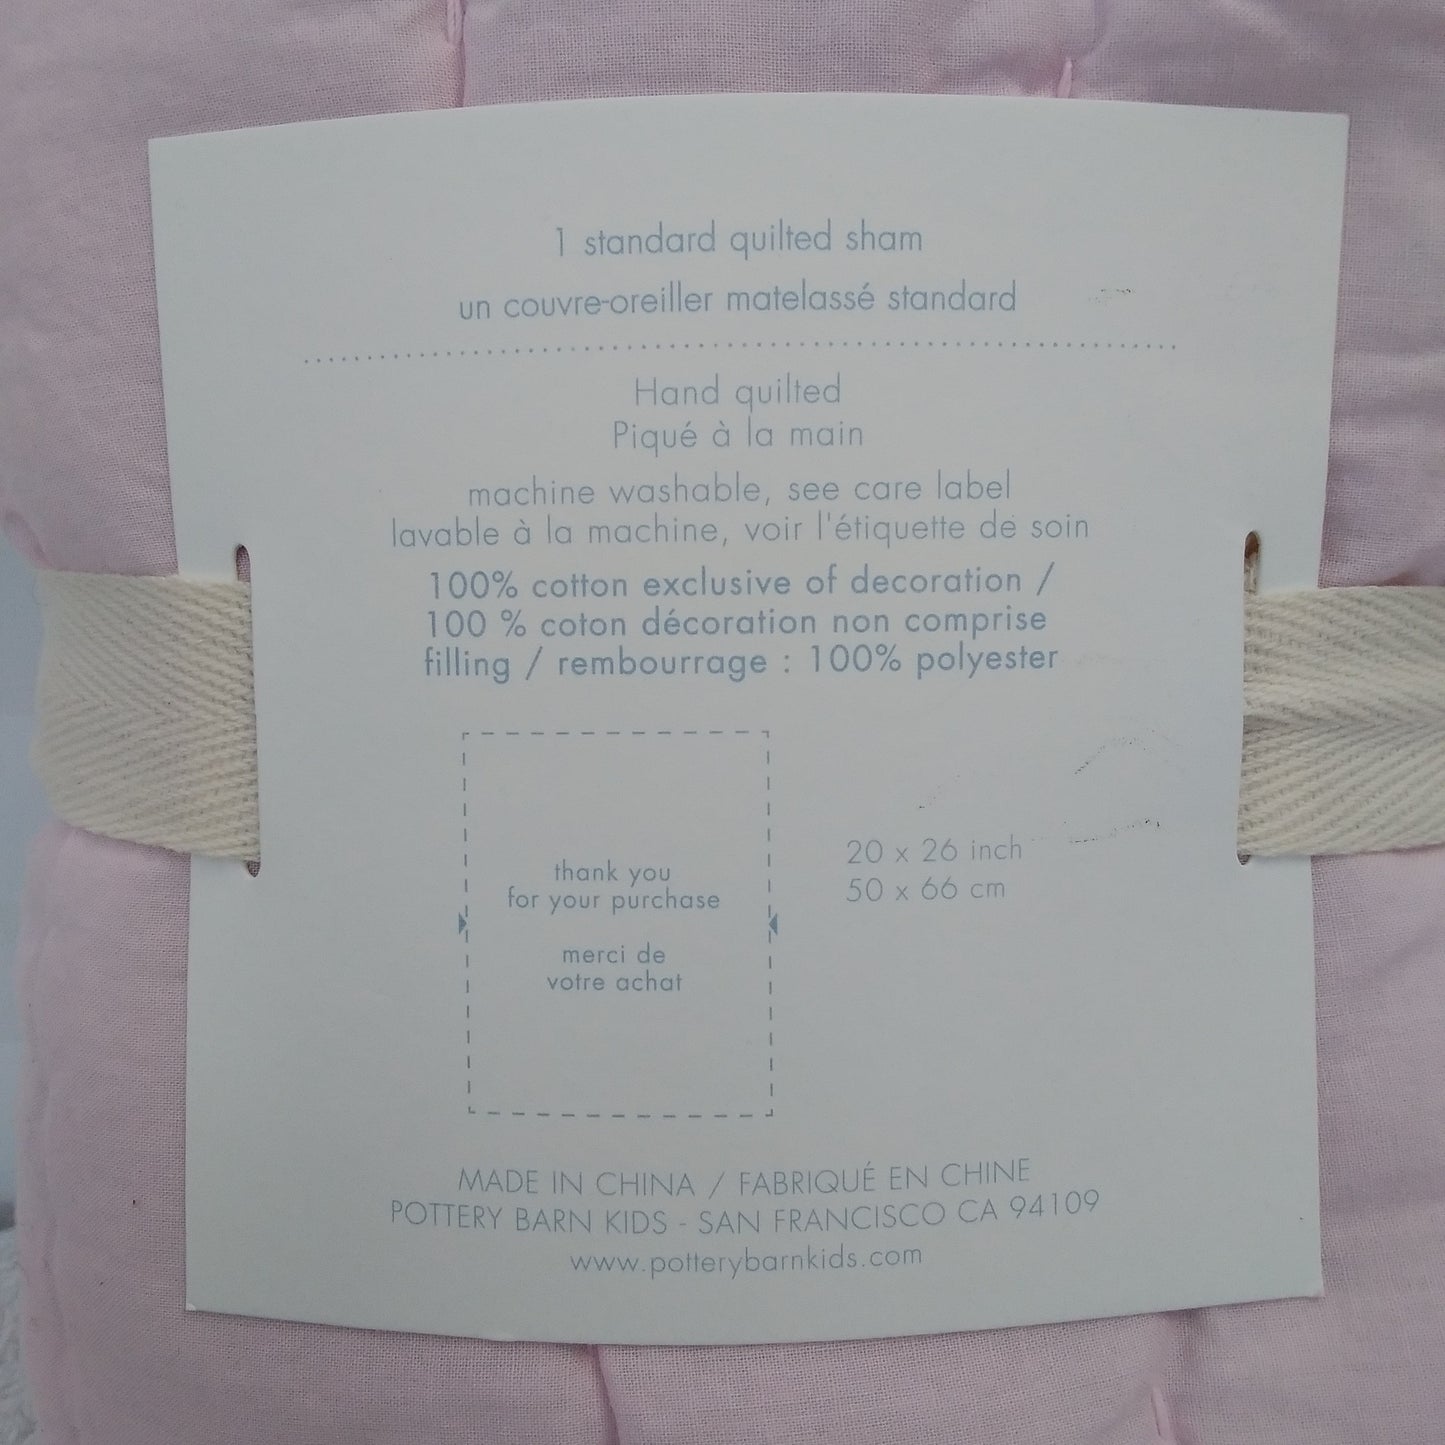 1 standard quilted sham
un couvre-oreiller matelassé standard
Hand quilted
Piqué à la main
machine washable, see care label
lavable à la machine, voir l'étiquette de soin
100% cotton exclusive of decoration /
100 % coton décoration non comprise
filling / rembourrage : 100% polyester
thank you
for your purchase
merci de
votre achat
20 x 26 inch
50 x 66 cm
MADE IN CHINA / FABRIQUÉ EN CHINE
POTTERY BARN KIDS - SAN FRANCISCO CA 94109
www.potterybarnkids.com